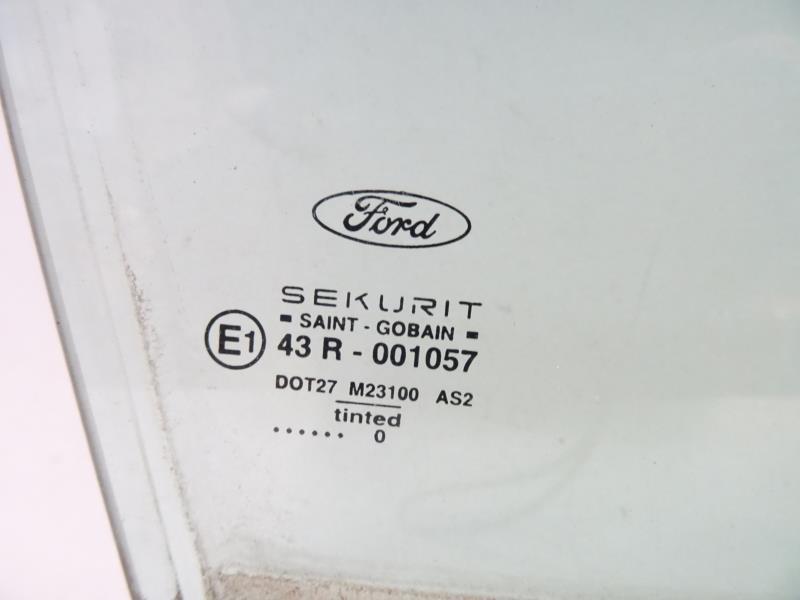 Ford
SEKURIT
- SAINT - GOBAIN -
E1 43 R - 001057
DOT27 M23100 AS2
tinted
...... 0